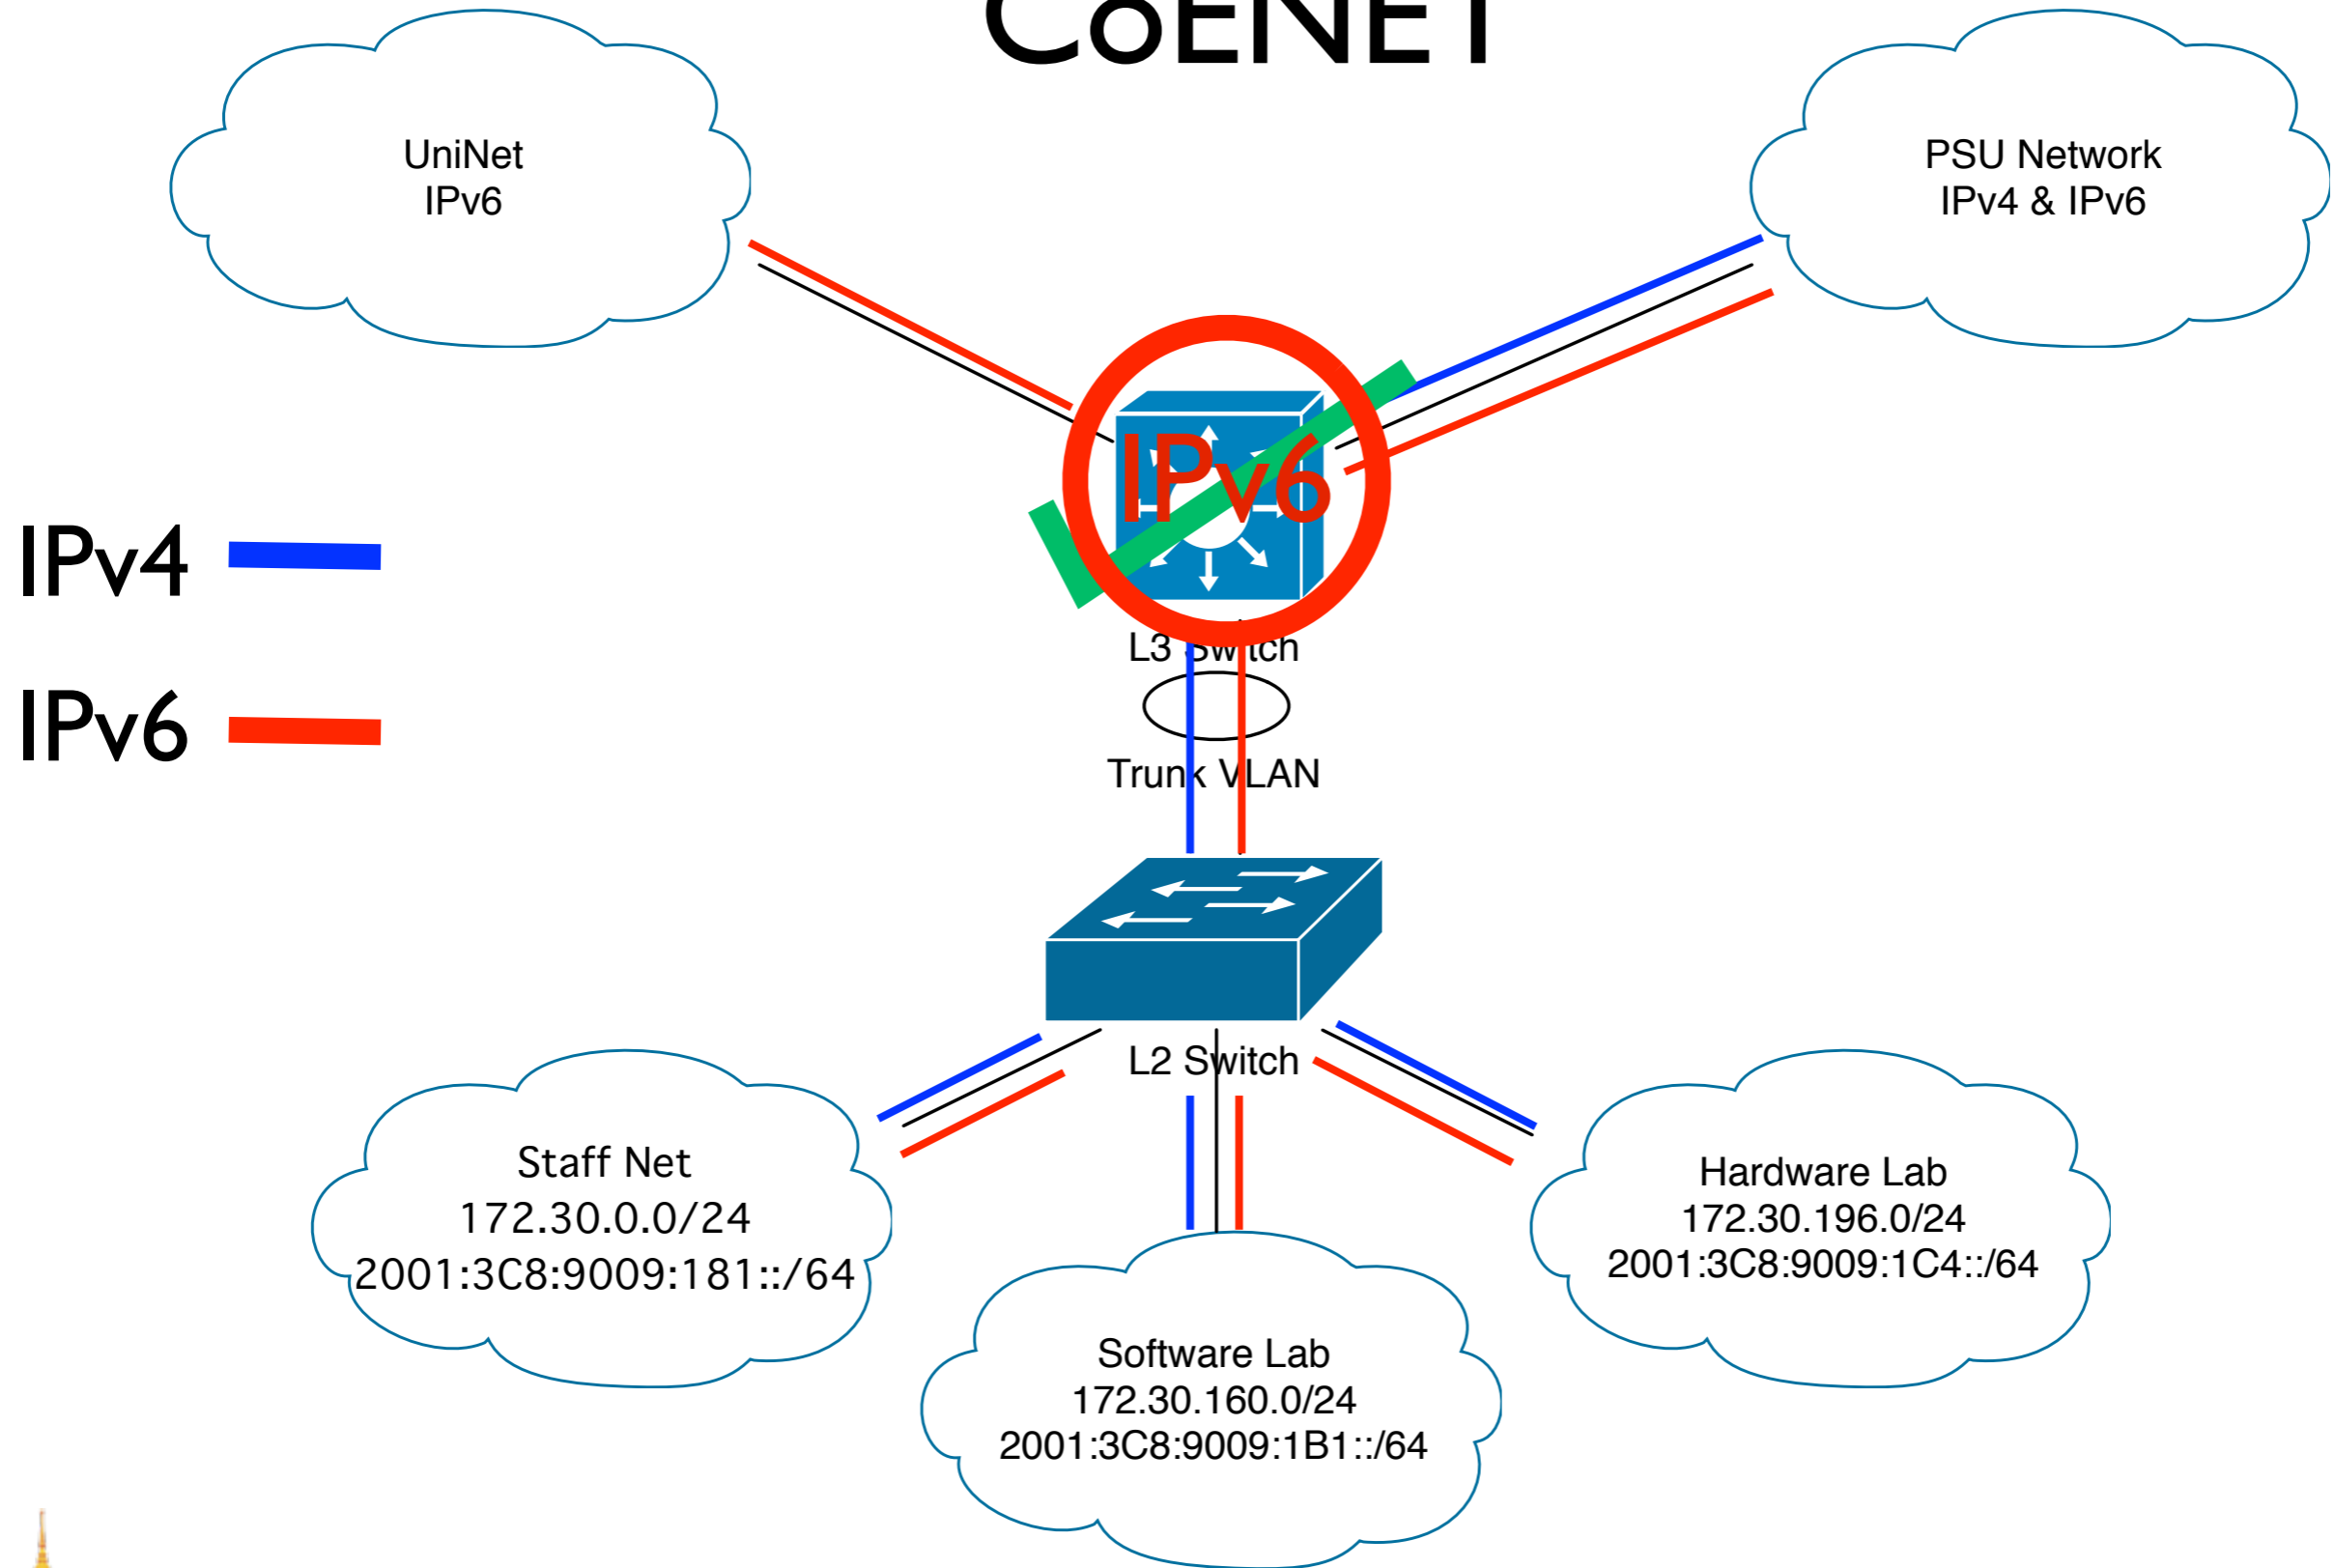 CoENET
UniNet
IPv6
PSU Network
IPv4 & IPv6
IPv6
IPv4
IPv6
L3 Switch
Trunk VLAN
L2 Switch
Staff Net
172.30.0.0/24
2001:3C8:9009:181::/64
Software Lab
172.30.160.0/24
2001:3C8:9009:1B1::/64
Hardware Lab
172.30.196.0/24
2001:3C8:9009:1C4::/64